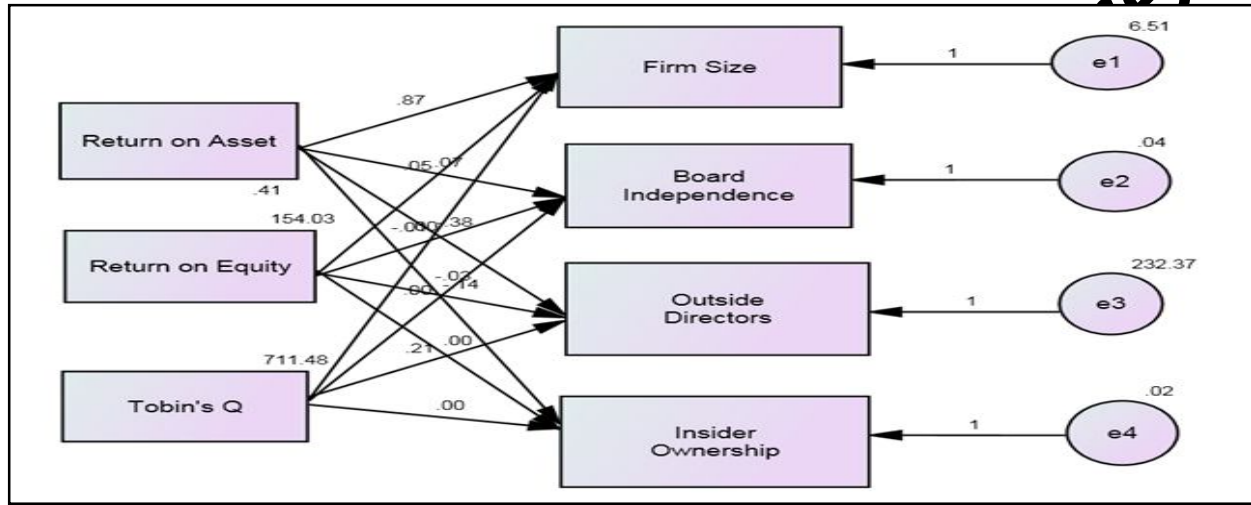 6.51
Firm Size
1
e1
.87
Return on Asset
.05
.07
.04
Board
Independence
1
e2
.41
154.03
.38
Return on Equity
232.37
-.03
-.14
.00
Outside
Directors
1
e3
711.48
.21
.00
Tobin's Q
.00
.02
Insider
Ownership
1
e4